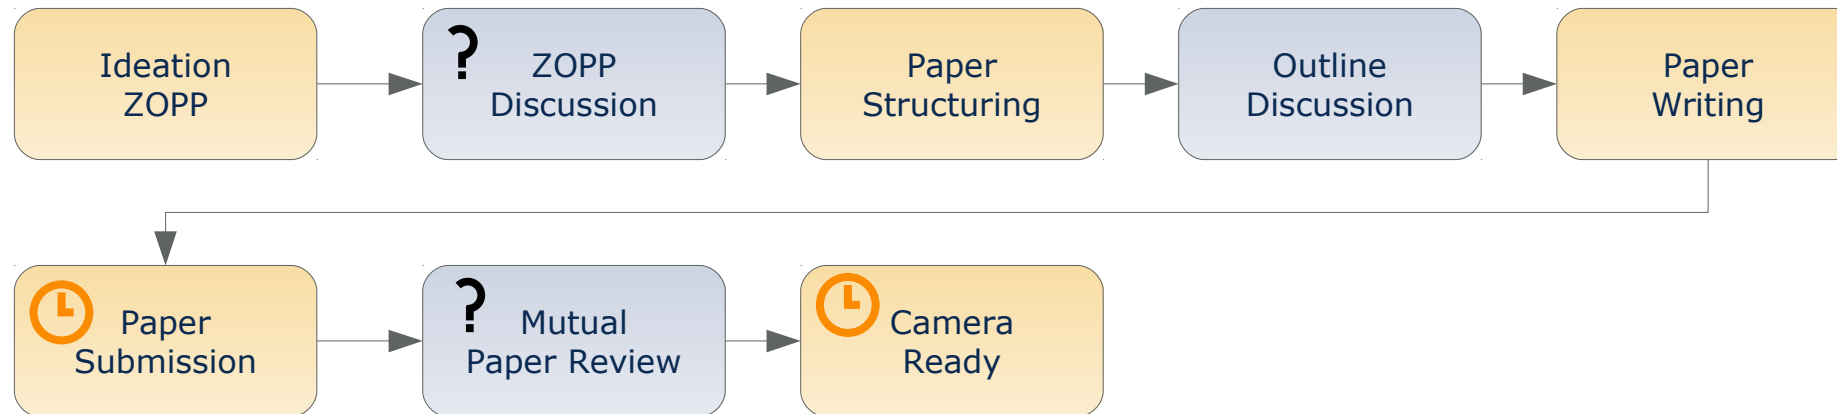 Ideation
ZOPP
?
ZOPP
Discussion
Paper
Structuring
Outline
Discussion
Paper
Writing
Paper
Submission
?
Mutual
Paper Review
Camera
Ready